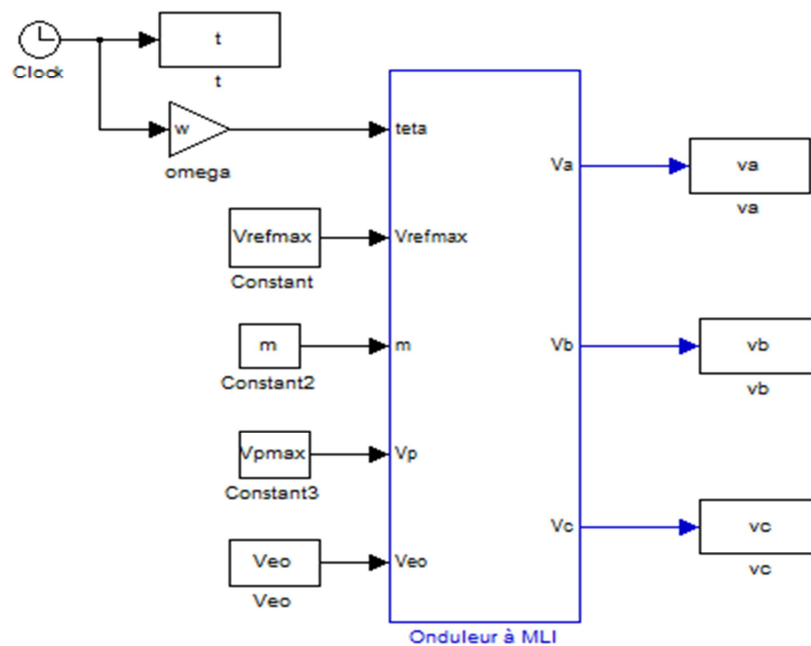 t
Clock
t
w
teta
omega
Va
va
va
Vrefmax
Vrefmax
Constant
m
m
Vb
vb
Constant2
vb
Vpmax
Vp
Constant3
Vc
vc
Veo
Veo
vc
Veo
Onduleur à MLI